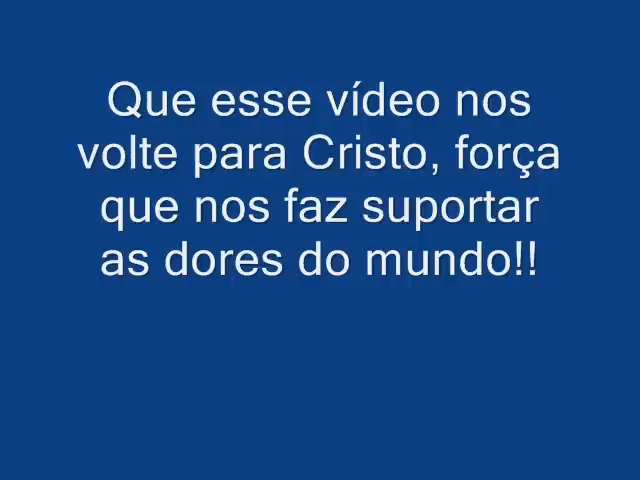 Que esse vídeo nos
volte para Cristo, força
que nos faz suportar
as dores do mundo!!